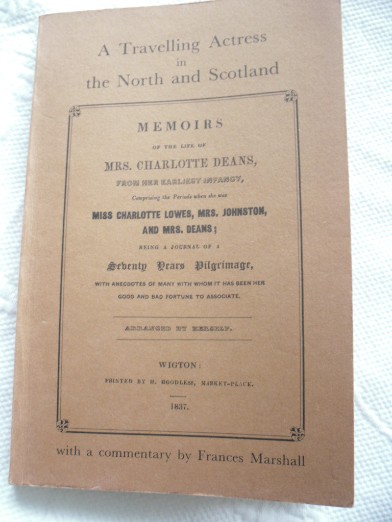 A Travelling Actress
in
the North and Scotland
MEMOIRS
OF THE LIFE OF
MRS. CHARLOTTE DEANS,
FROM HER EARLIEST INFANCY,
Comprising the Periods when she was
MISS CHARLOTTE LOWES, MRS. JOHNSTON,
AND MRS. DEANS;
BEING A JOURNAL OF A
Seventy Years Pilgrimage,
WITH ANECDOTES OF MANY WITH WHOM IT HAS BEEN HER
GOOD AND BAD FORTUNE TO ASSOCIATE.
ARRANGED BY HERSELF.
WIGTON:
PRINTED BY H. HODGLESS, MARKET-PLACE.
1837.
with a commentary by Frances Marshall